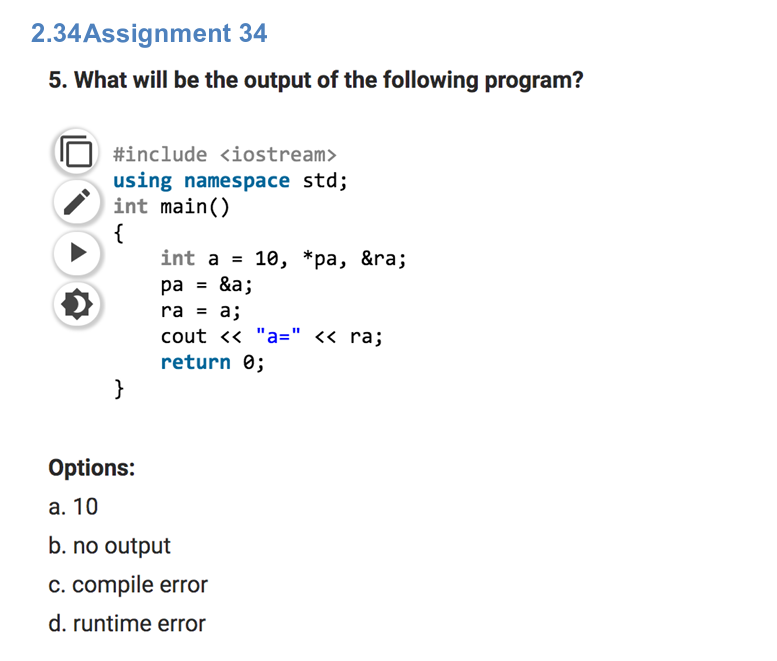 2.34Assignment 34
5. What will be the output of the following program?
#include <iostream>
using namespace std;
int main()
{
    int a = 10, *pa, &ra;
    pa = &a;
    ra = a;
    cout << "a=" << ra;
    return 0;
}
Options:
a. 10
b. no output
c. compile error
d. runtime error